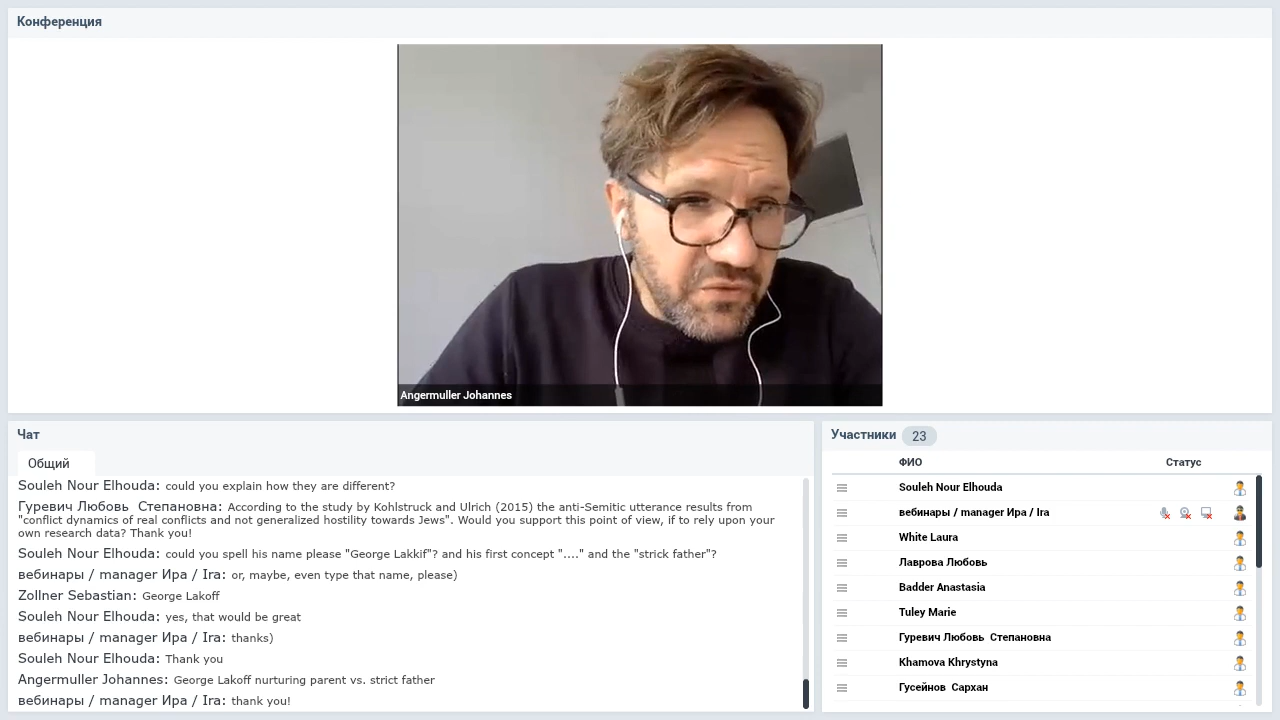 Конференция
Angermuller Johannes
Чат
Общий
Souleh Nour Elhouda: could you explain how they are different?
Гуревич Любовь Степановна: According to the study by Kohlstruck and Ulrich (2015) the anti-Semitic utterance results from
"conflict dynamics of real conflicts and not generalized hostility towards Jews". Would you support this point of view, if to rely upon your
own research data? Thank you!
Souleh Nour Elhouda: could you spell his name please "George Lakkif"? and his first concept "...." and the "strick father"?
вебинары / manager Ира / Ira: or, maybe, even type that name, please)
Zollner Sebastian: George Lakoff
Souleh Nour Elhouda: yes, that would be great
вебинары / manager Ира / Ira: thanks)
Souleh Nour Elhouda: Thank you
Angermuller Johannes: George Lakoff nurturing parent vs. strict father
вебинары / manager Ира / Ira: thank you!
Участники 23
ФИО Статус
Souleh Nour Elhouda
вебинары / manager Ира / Ira
White Laura
Лаврова Любовь
Badder Anastasia
Tuley Marie
Гуревич Любовь Степановна
Khamova Khrystyna
Гусейнов Сархан